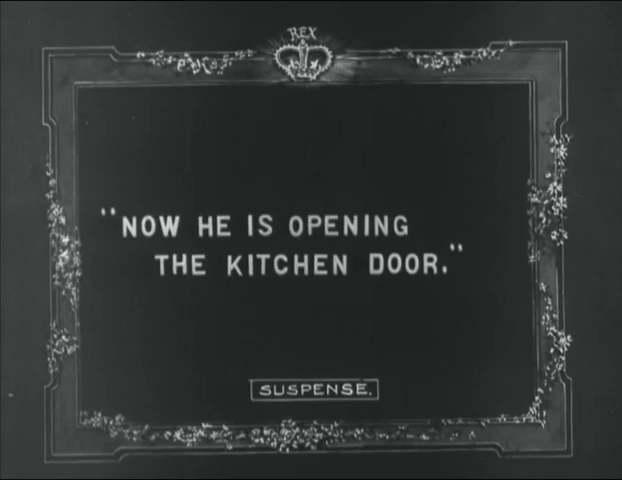 REX
"NOW HE IS OPENING
THE KITCHEN DOOR."
SUSPENSE.